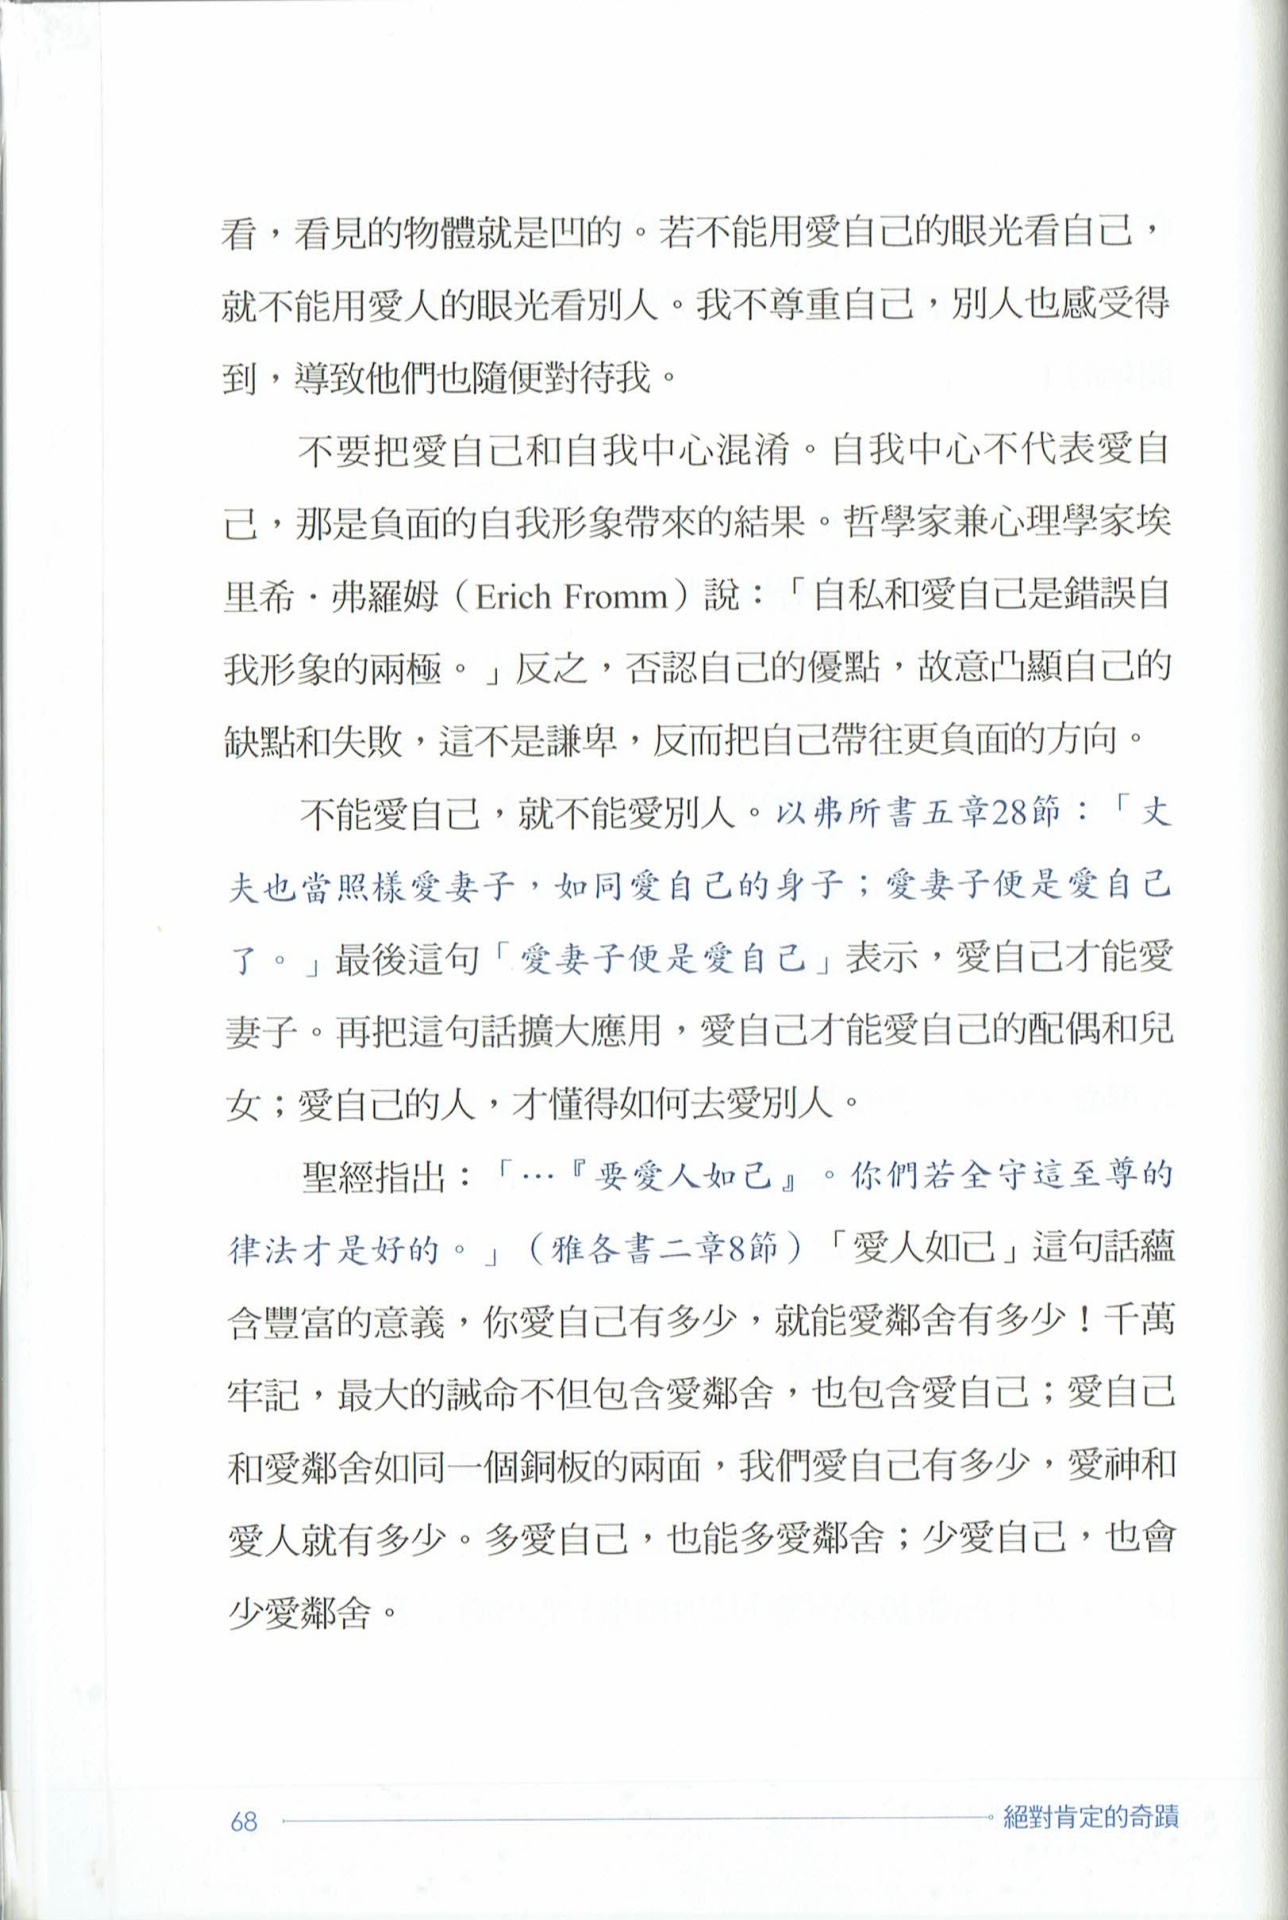 看，看見的物體就是凹的。若不能用愛自己的眼光看自己，
就不能用愛人的眼光看別人。我不尊重自己，別人也感受得
到，導致他們也隨便對待我。
不要把愛自己和自我中心混淆。自我中心不代表愛自
己，那是負面的自我形象帶來的結果。哲學家兼心理學家埃
里希·弗羅姆（Erich Fromm）說：「自私和愛自己是錯誤自
我形象的兩極。」反之，否認自己的優點，故意凸顯自己的
缺點和失敗，這不是謙卑，反而把自己帶往更負面的方向。
不能愛自己，就不能愛別人。以弗所書五章28節：「丈
夫也當照樣愛妻子，如同愛自己的身子；愛妻子便是愛自己
了。」最後這句「愛妻子便是愛自己」表示，愛自己才能愛
妻子。再把這句話擴大應用，愛自己才能愛自己的配偶和兒
女；愛自己的人，才懂得如何去愛別人。
聖經指出：「…『要愛人如己』。你們若全守這至尊的
律法才是好的。」（雅各書二章8節）「愛人如己」這句話蘊
含豐富的意義，你愛自己有多少，就能愛鄰舍有多少！千萬
牢記，最大的誡命不但包含愛鄰舍，也包含愛自己；愛自己
和愛鄰舍如同一個銅板的兩面，我們愛自己有多少，愛神和
愛人就有多少。多愛自己，也能多愛鄰舍；少愛自己，也會
少愛鄰舍。
68 絕對肯定的奇蹟